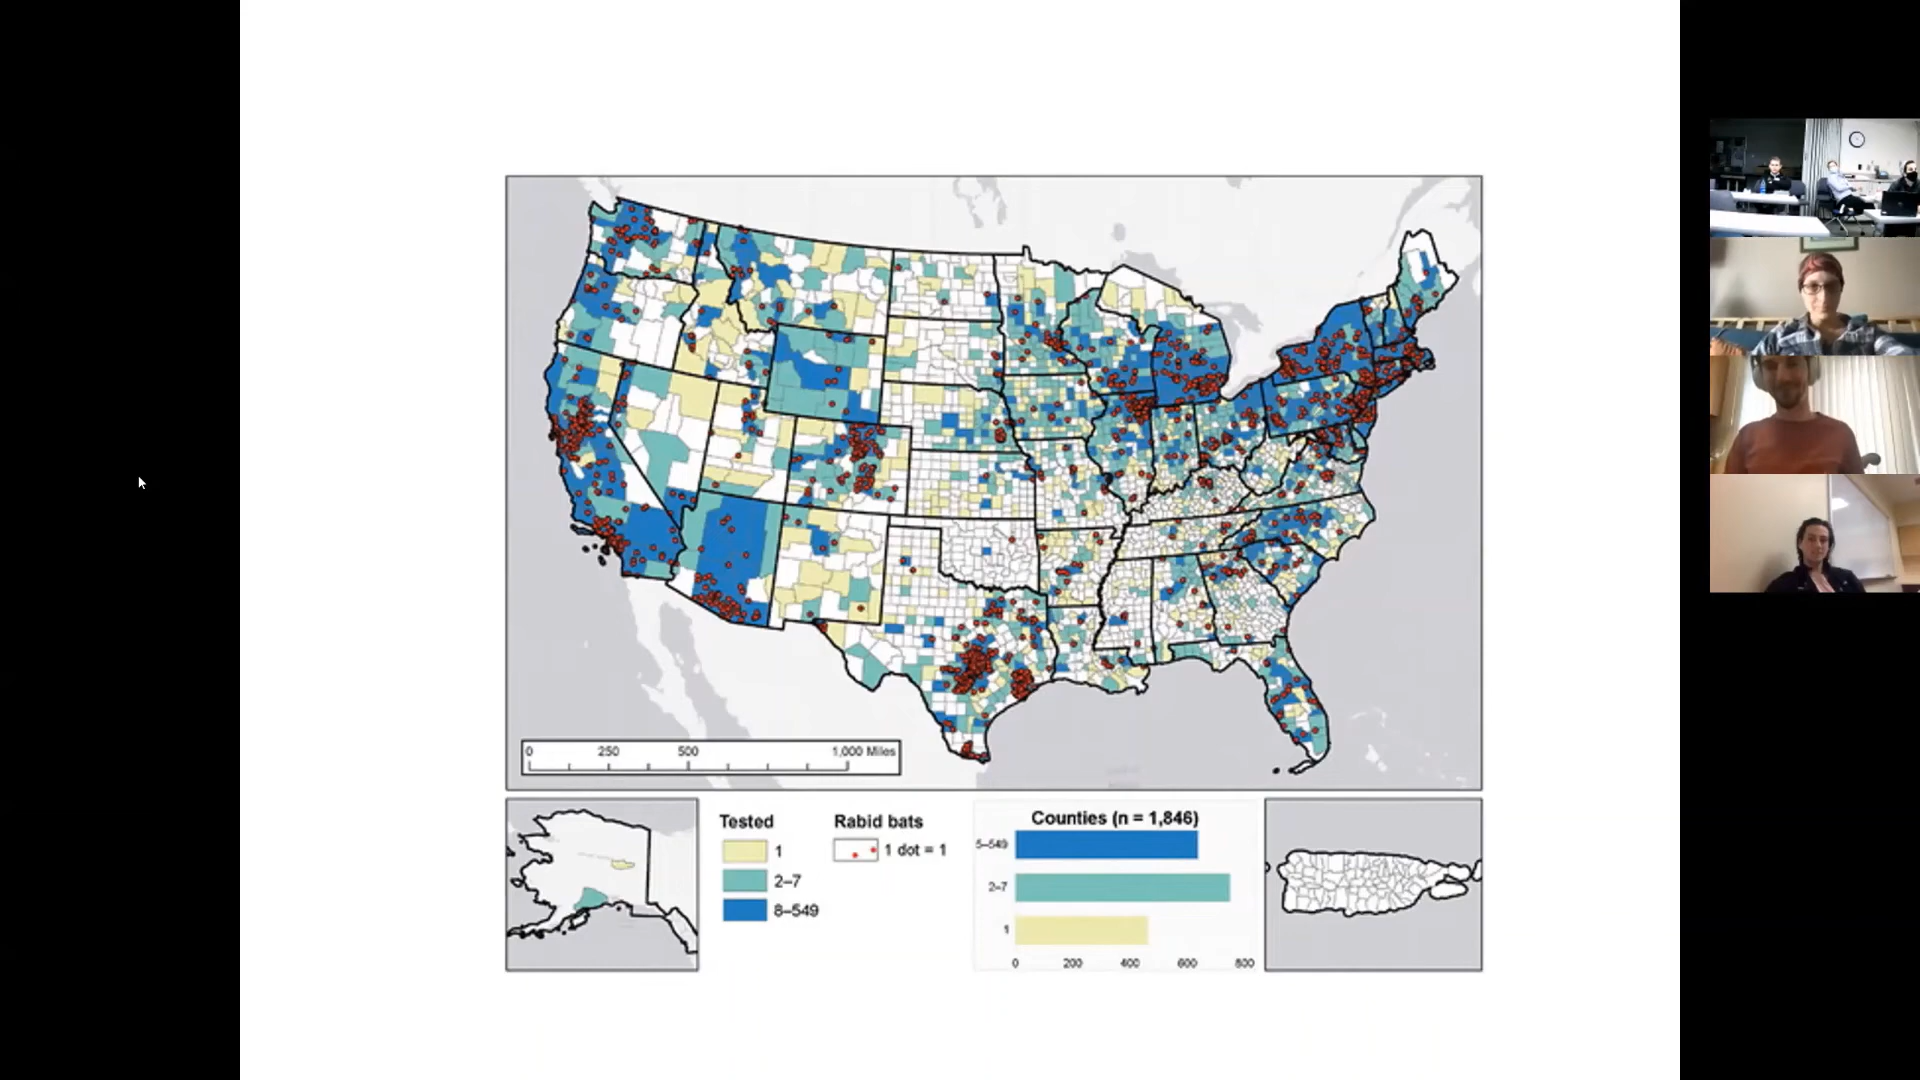 0 250 500 1,000 Miles
Tested
1
2–7
8–549
Rabid bats
1 dot = 1
Counties (n = 1,846)
5–549
2–7
1
0 200 400 600 800